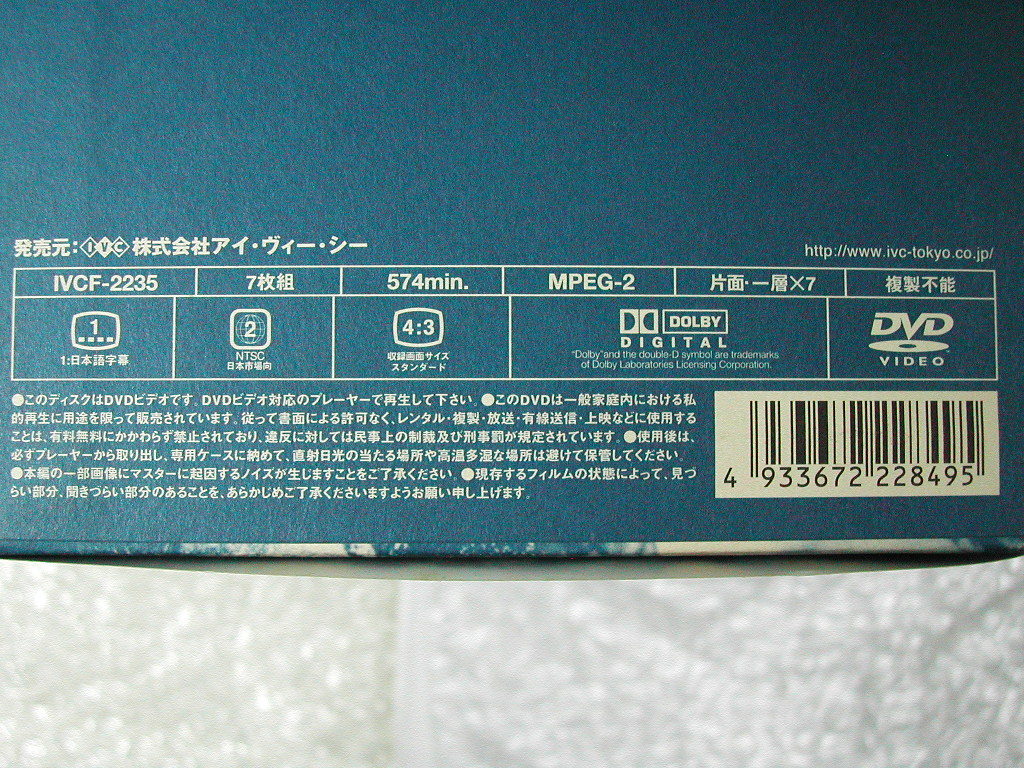 発売元：IVC 株式会社アイ・ヴィー・シー
http://www.ivc-tokyo.co.jp/
IVCF-2235 7枚組 574min. MPEG-2 片面・一層×7 複製不能
1 2 4:3 DOLBY DVD
DIGITAL VIDEO
1:日本語字幕 NTSC 収録画面サイズ "Dolby"and the double-D symbol are trademarks
日本市場向 スタンダード of Dolby Laboratories Licensing Corporation.
●このディスクはDVDビデオです。DVDビデオ対応のプレーヤーで再生して下さい。●このDVDは一般家庭内における私
的再生に用途を限って販売されています。従って書面による許可なく、レンタル・複製・放送・有線送信・上映などに使用する
ことは、有料無料にかかわらず禁止されており、違反に対しては民事上の制裁及び刑事罰が規定されています。●使用後は、
必ずプレーヤーから取り出し、専用ケースに納めて、直射日光の当たる場所や高温多湿な場所は避けて保管してください。
●本編の一部画像にマスターに起因するノイズが生じますことをご了承ください。●現存するフィルムの状態によって、見づ
らい部分、聞きつらい部分のあることを、あらかじめご了承くださいますようお願い申し上げます。
4 933672 228495